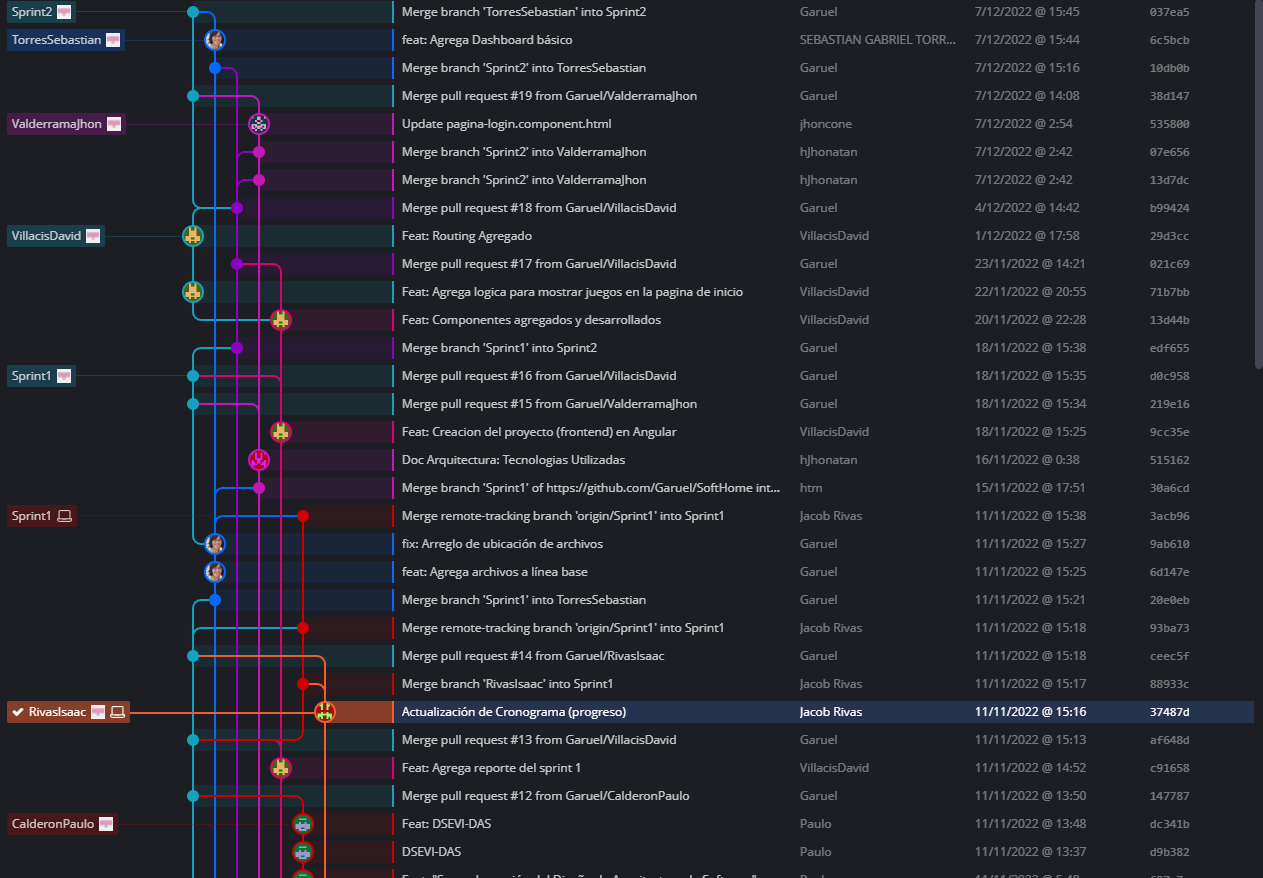 Sprint2 Merge branch 'TorresSebastian' into Sprint2 Garuel 7/12/2022 @ 15:45 037ea5
TorresSebastian feat: Agrega Dashboard básico SEBASTIAN GABRIEL TORR... 7/12/2022 @ 15:44 6c5bcb
Merge branch 'Sprint2' into TorresSebastian Garuel 7/12/2022 @ 15:16 10db0b
Merge pull request #19 from Garuel/ValderramaJhon Garuel 7/12/2022 @ 14:08 38d147
ValderramaJhon Update pagina-login.component.html jhoncone 7/12/2022 @ 2:54 535800
Merge branch 'Sprint2' into ValderramaJhon hJhonatan 7/12/2022 @ 2:42 07e656
Merge branch 'Sprint2' into ValderramaJhon hJhonatan 7/12/2022 @ 2:42 13d7dc
Merge pull request #18 from Garuel/VillacisDavid Garuel 4/12/2022 @ 14:42 b99424
VillacisDavid Feat: Routing Agregado VillacisDavid 1/12/2022 @ 17:58 29d3cc
Merge pull request #17 from Garuel/VillacisDavid Garuel 23/11/2022 @ 14:21 021c69
Feat: Agrega logica para mostrar juegos en la pagina de inicio VillacisDavid 22/11/2022 @ 20:55 71b7bb
Feat: Componentes agregados y desarrollados VillacisDavid 20/11/2022 @ 22:28 13d44b
Merge branch 'Sprint1' into Sprint2 Garuel 18/11/2022 @ 15:38 edf655
Sprint1 Merge pull request #16 from Garuel/VillacisDavid Garuel 18/11/2022 @ 15:35 d0c958
Merge pull request #15 from Garuel/ValderramaJhon Garuel 18/11/2022 @ 15:34 219e16
Feat: Creacion del proyecto (frontend) en Angular VillacisDavid 18/11/2022 @ 15:25 9cc35e
Doc Arquitectura: Tecnologias Utilizadas hJhonatan 16/11/2022 @ 0:38 515162
Merge branch 'Sprint1' of https://github.com/Garuel/SoftHome int... htm 15/11/2022 @ 17:51 30a6cd
Sprint1 Merge remote-tracking branch 'origin/Sprint1' into Sprint1 Jacob Rivas 11/11/2022 @ 15:38 3acb96
fix: Arreglo de ubicación de archivos Garuel 11/11/2022 @ 15:27 9ab610
feat: Agrega archivos a línea base Garuel 11/11/2022 @ 15:25 6d147e
Merge branch 'Sprint1' into TorresSebastian Garuel 11/11/2022 @ 15:21 20e0eb
Merge remote-tracking branch 'origin/Sprint1' into Sprint1 Jacob Rivas 11/11/2022 @ 15:18 93ba73
Merge pull request #14 from Garuel/RivasIsaac Garuel 11/11/2022 @ 15:18 ceec5f
Merge branch 'RivasIsaac' into Sprint1 Jacob Rivas 11/11/2022 @ 15:17 88933c
RivasIsaac Actualización de Cronograma (progreso) Jacob Rivas 11/11/2022 @ 15:16 37487d
Merge pull request #13 from Garuel/VillacisDavid Garuel 11/11/2022 @ 15:13 af648d
Feat: Agrega reporte del sprint 1 VillacisDavid 11/11/2022 @ 14:52 c91658
Merge pull request #12 from Garuel/CalderonPaulo Garuel 11/11/2022 @ 13:50 147787
CalderonPaulo Feat: DSEVI-DAS Paulo 11/11/2022 @ 13:48 dc341b
DSEVI-DAS Paulo 11/11/2022 @ 13:37 d9b382